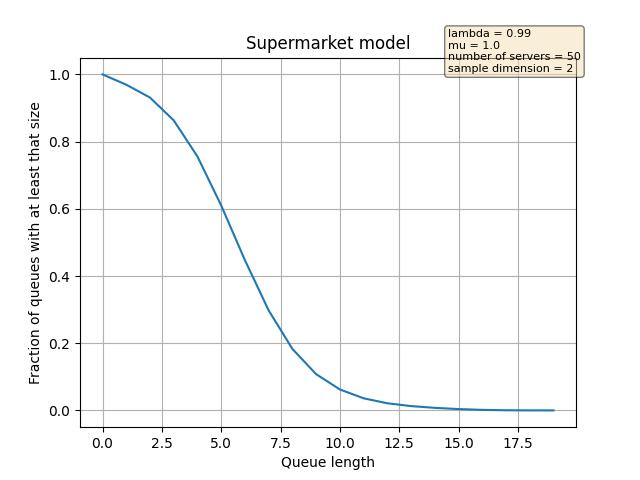 lambda = 0.99
mu = 1.0
number of servers = 50
sample dimension = 2
Supermarket model
Fraction of queues with at least that size
1.0
0.8
0.6
0.4
0.2
0.0
0.0 2.5 5.0 7.5 10.0 12.5 15.0 17.5
Queue length